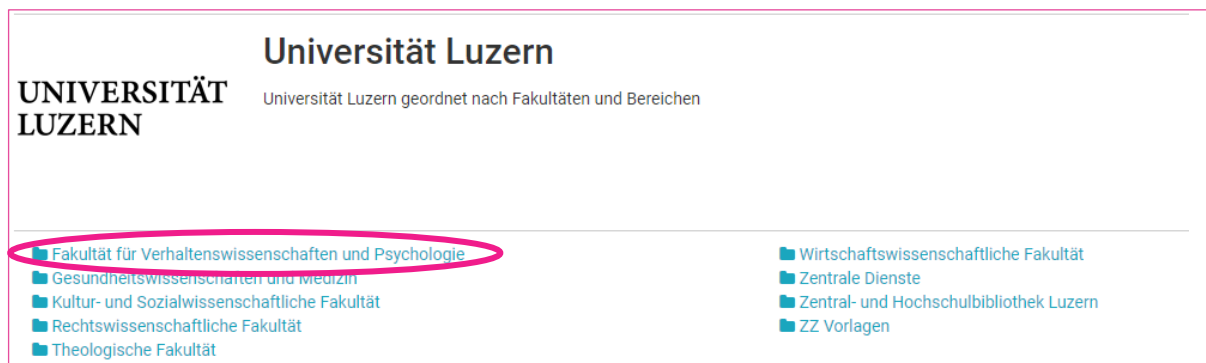 Universität Luzern
UNIVERSITÄT
LUZERN
Universität Luzern geordnet nach Fakultäten und Bereichen
Fakultät für Verhaltenswissenschaften und Psychologie
Gesundheitswissenschaften und Medizin
Kultur- und Sozialwissenschaftliche Fakultät
Rechtswissenschaftliche Fakultät
Theologische Fakultät
Wirtschaftswissenschaftliche Fakultät
Zentrale Dienste
Zentral- und Hochschulbibliothek Luzern
ZZ Vorlagen